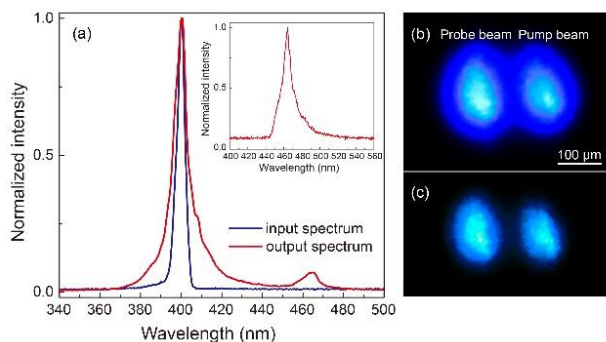 (a)
Normalized intensity
1.0
0.5
0.0
340 360 380 400 420 440 460 480 500
Wavelength (nm)
input spectrum
output spectrum
Normalized intensity
1.0
0.5
0.0
400 420 440 460 480 500 520 540 560
Wavelength (nm)
(b)
Probe beam Pump beam
100 μm
(c)